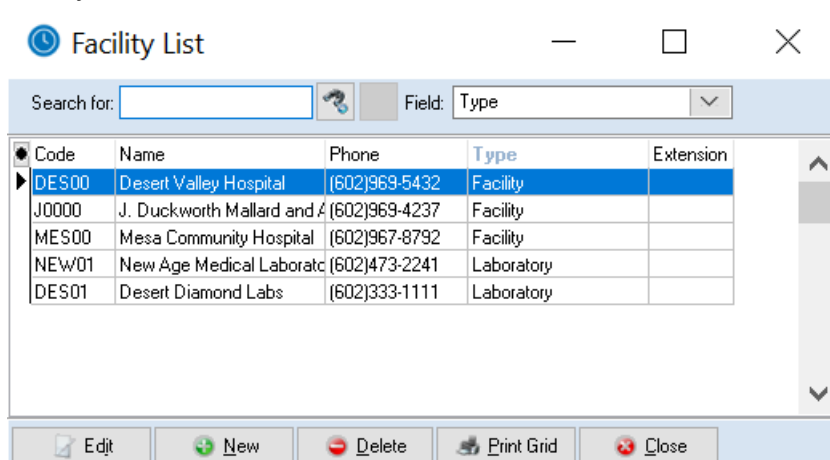 Facility List
Search for: Field: Type
Code Name Phone Type Extension
DES00 Desert Valley Hospital (602)969-5432 Facility
J0000 J. Duckworth Mallard and (602)969-4237 Facility
MES00 Mesa Community Hospital (602)967-8792 Facility
NEW01 New Age Medical Laborato (602)473-2241 Laboratory
DES01 Desert Diamond Labs (602)333-1111 Laboratory
Edit New Delete Print Grid Close